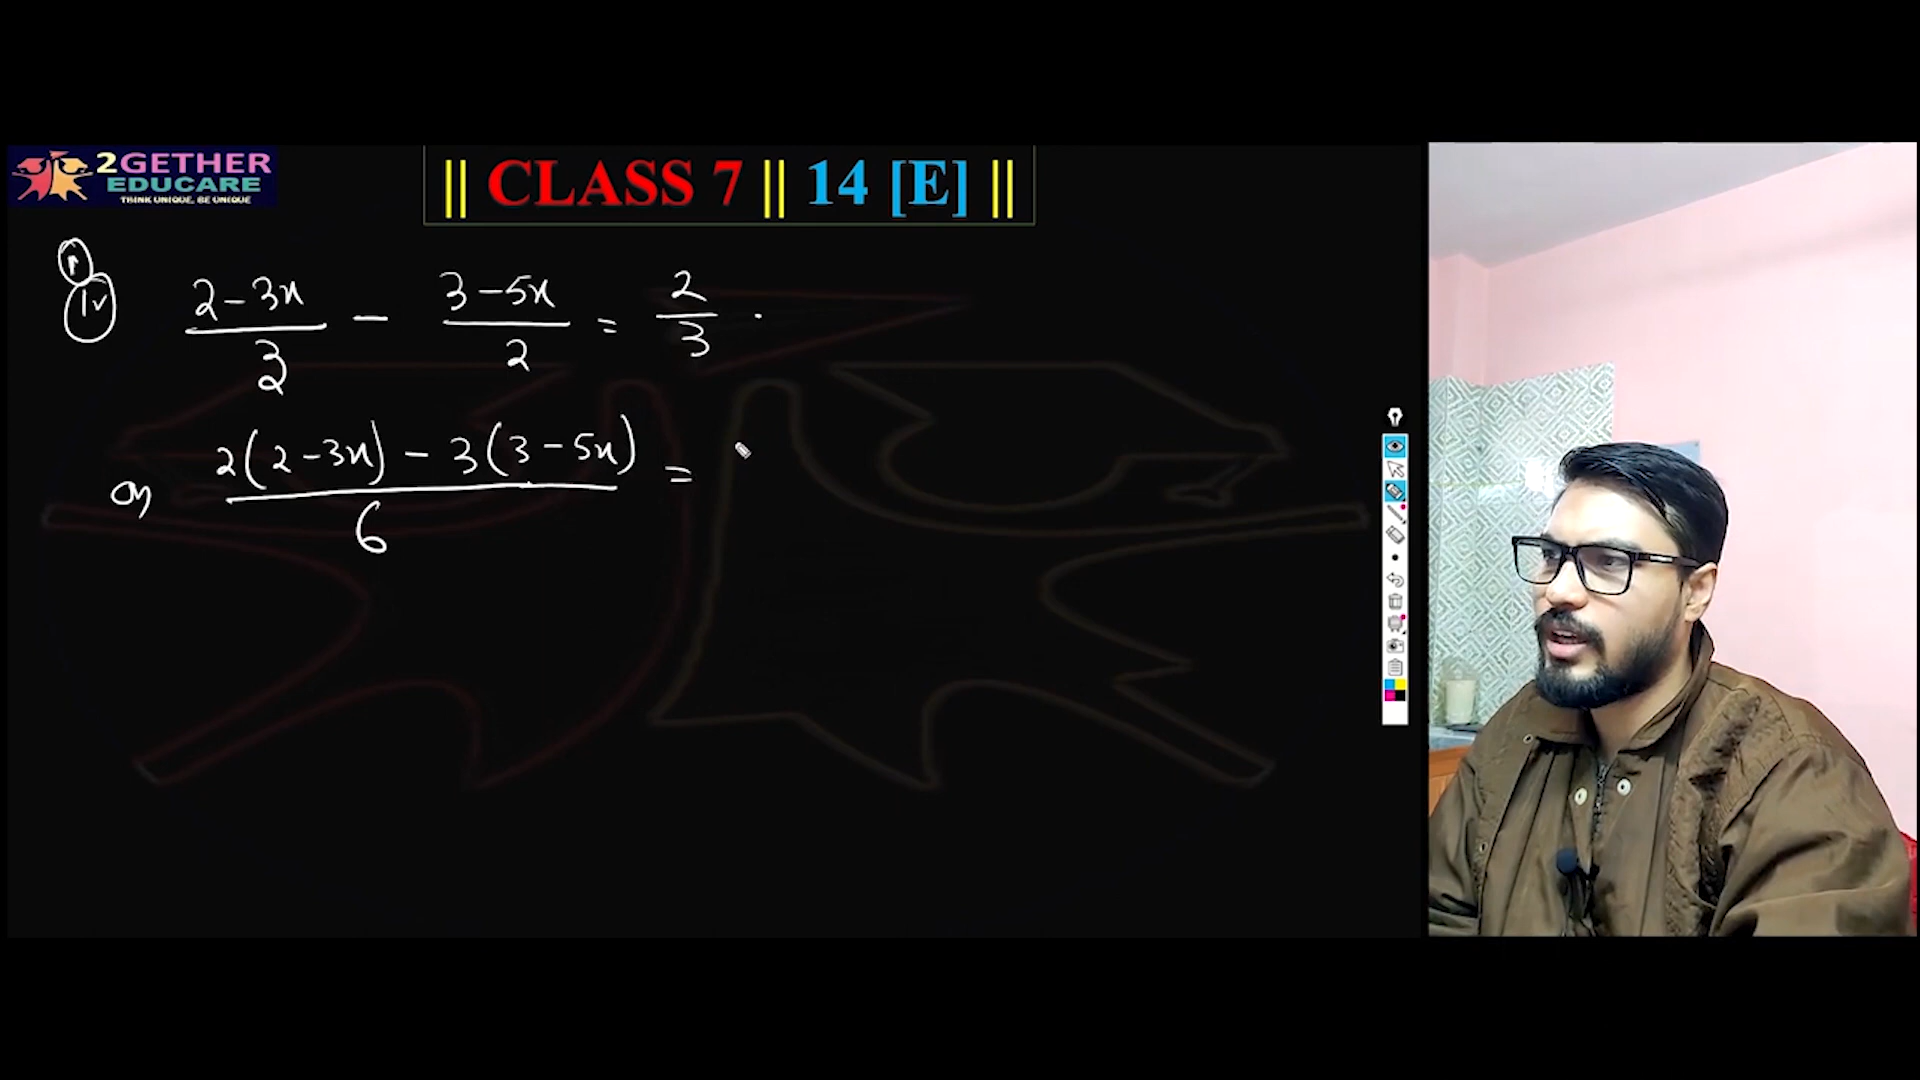 2GETHER
EDUCARE
THINK UNIQUE, BE UNIQUE
|| CLASS 7 || 14 [E] ||
1
iv (2-3x)/3 - (3-5x)/2 = 2/3 .
or, (2(2-3x) - 3(3-5x))/6 =